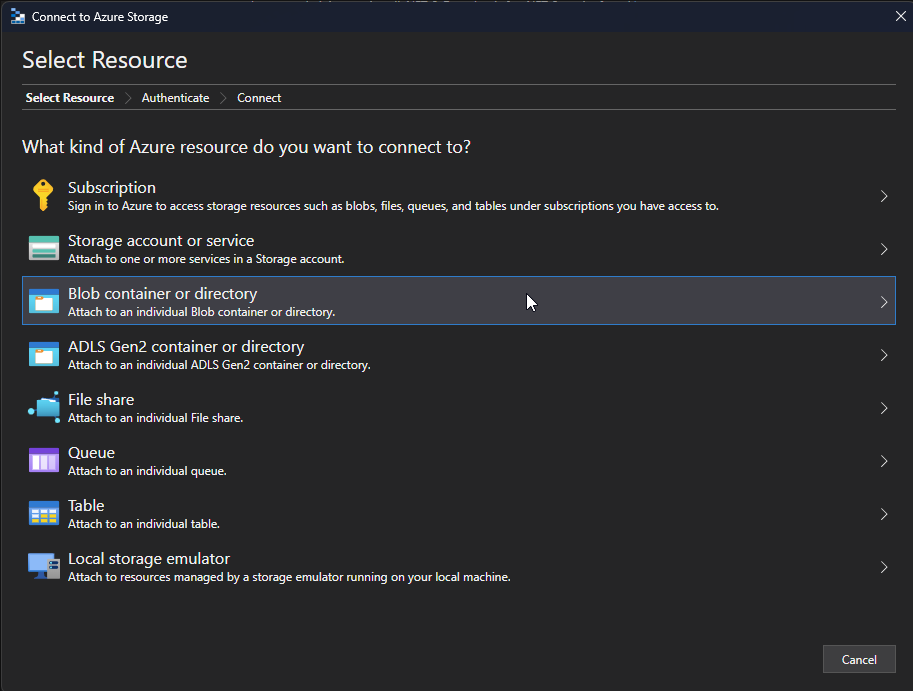 Connect to Azure Storage
Select Resource
Select Resource Authenticate Connect
What kind of Azure resource do you want to connect to?
Subscription
Sign in to Azure to access storage resources such as blobs, files, queues, and tables under subscriptions you have access to.
Storage account or service
Attach to one or more services in a Storage account.
Blob container or directory
Attach to an individual Blob container or directory.
ADLS Gen2 container or directory
Attach to an individual ADLS Gen2 container or directory.
File share
Attach to an individual File share.
Queue
Attach to an individual queue.
Table
Attach to an individual table.
Local storage emulator
Attach to resources managed by a storage emulator running on your local machine.
Cancel